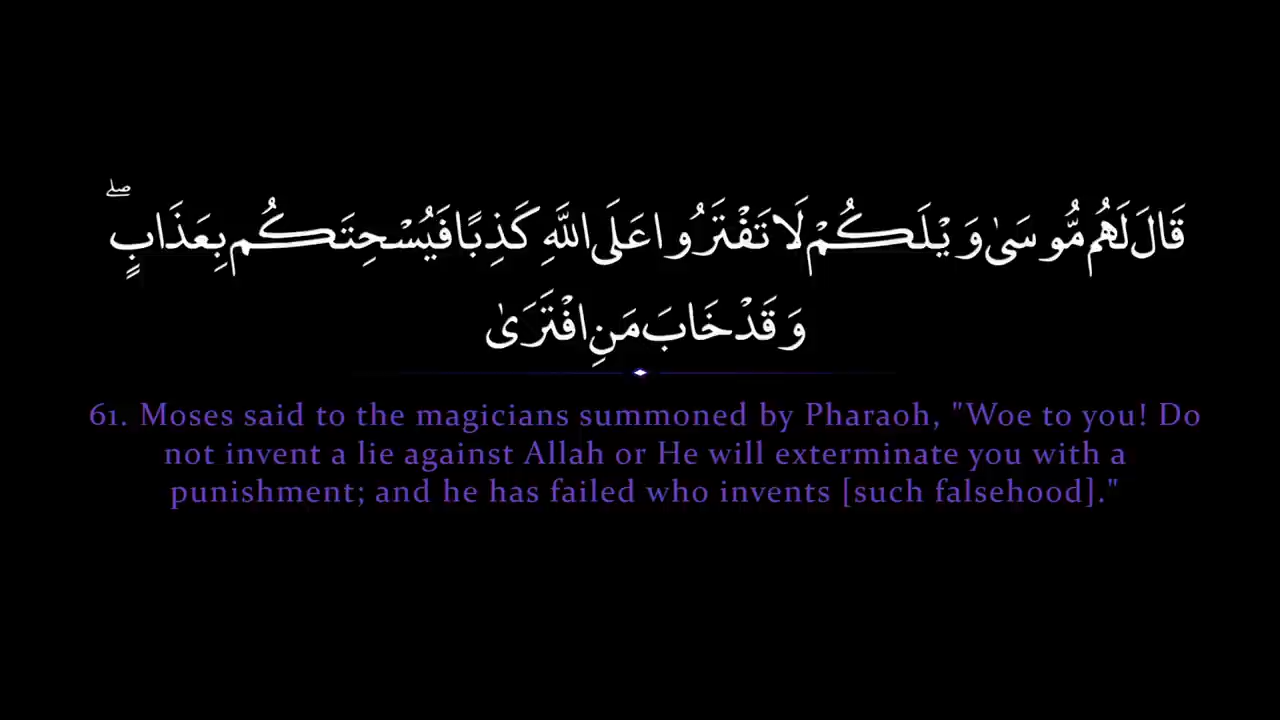 قَالَ لَهُم مُّوسَىٰ وَيْلَكُمْ لَا تَفْتَرُوا عَلَى اللَّهِ كَذِبًا فَيُسْحِتَكُم بِعَذَابٍ ۖ
وَقَدْ خَابَ مَنِ افْتَرَىٰ
61. Moses said to the magicians summoned by Pharaoh, "Woe to you! Do
not invent a lie against Allah or He will exterminate you with a
punishment; and he has failed who invents [such falsehood]."